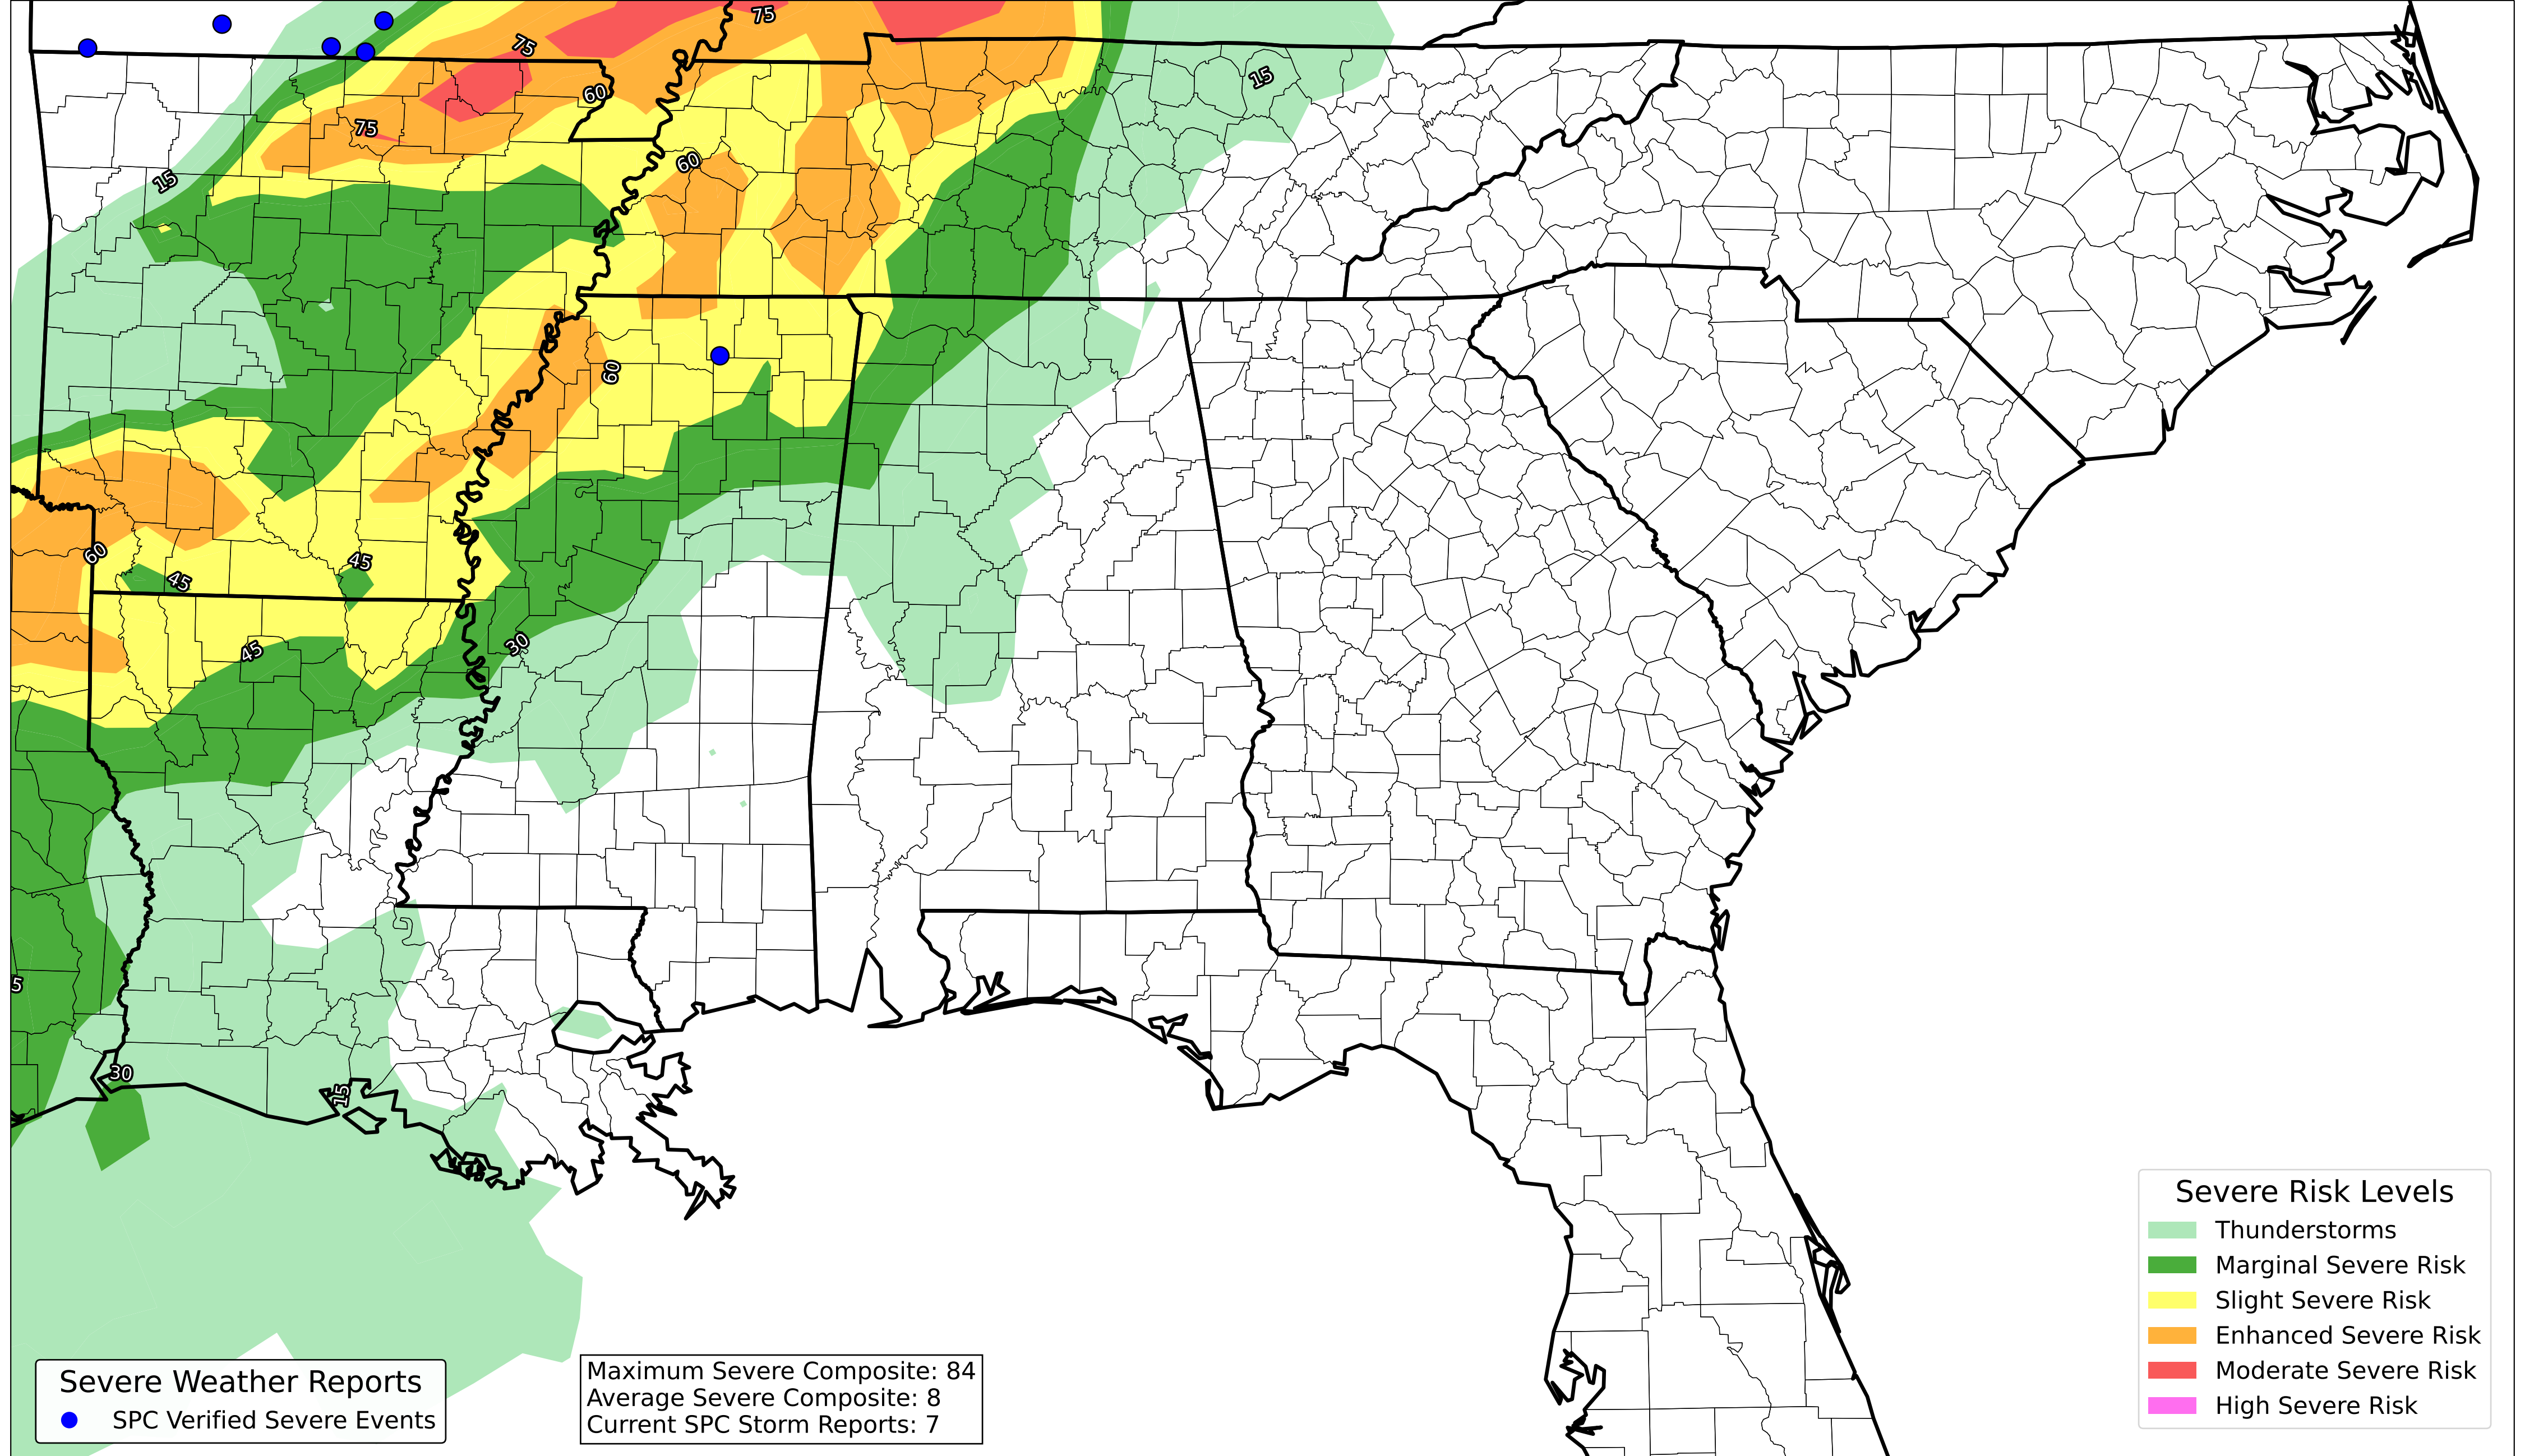 75
75
15
60
75
60
15
60
60
45
45
45
30
5
30
15
Severe Risk Levels
Thunderstorms
Marginal Severe Risk
Slight Severe Risk
Enhanced Severe Risk
Moderate Severe Risk
High Severe Risk
Severe Weather Reports
SPC Verified Severe Events
Maximum Severe Composite: 84
Average Severe Composite: 8
Current SPC Storm Reports: 7